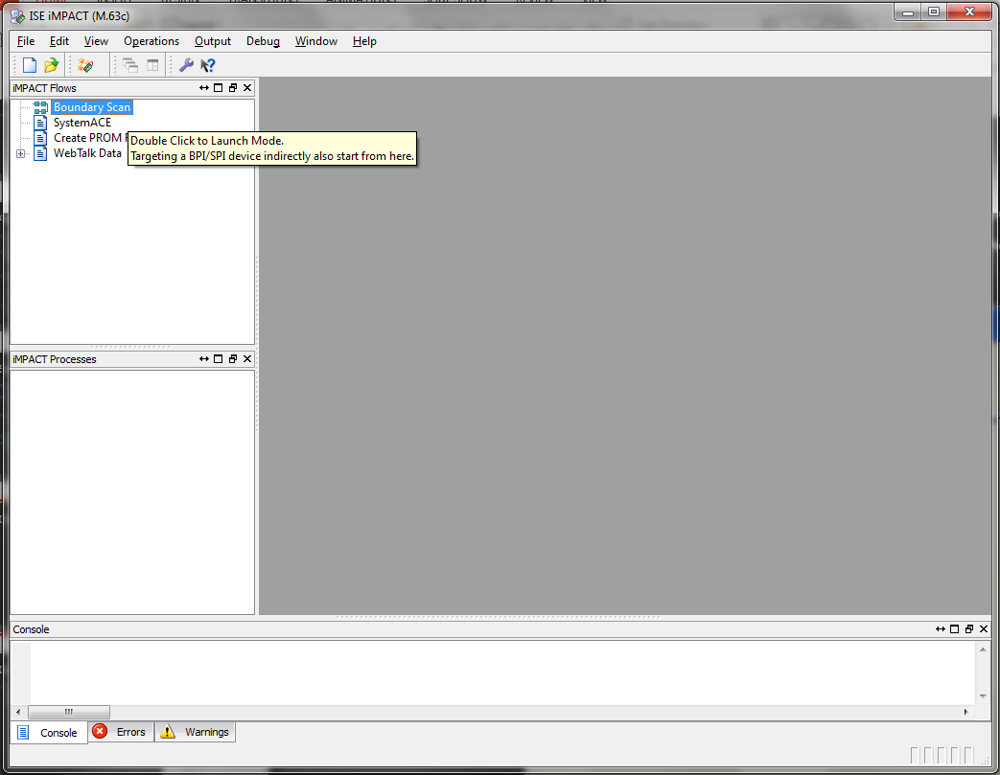 ISE iMPACT (M.63c)
File Edit View Operations Output Debug Window Help
iMPACT Flows
Boundary Scan
SystemACE
Create PROM
WebTalk Data
Double Click to Launch Mode.
Targeting a BPI/SPI device indirectly also start from here.
iMPACT Processes
Console
Console Errors Warnings